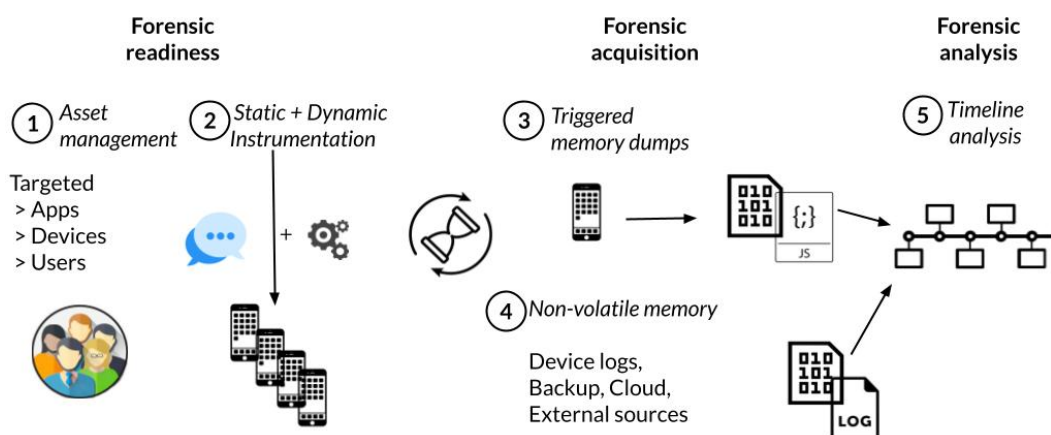 Forensic
readiness
Forensic
acquisition
Forensic
analysis
1 Asset
management
2 Static + Dynamic
Instrumentation
3 Triggered
memory dumps
5 Timeline
analysis
Targeted
> Apps
> Devices
> Users
+
010
101
010
{;}
JS
4 Non-volatile memory
Device logs,
Backup, Cloud,
External sources
010
101
010
LOG